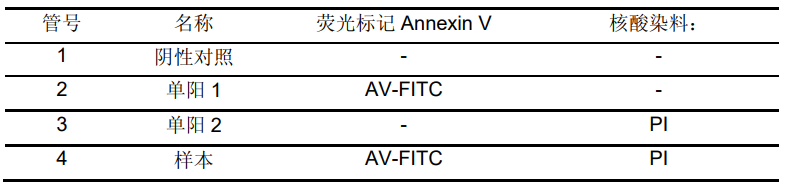 管号 名称 荧光标记 Annexin V 核酸染料：
1 阴性对照 - -
2 单阳 1 AV-FITC -
3 单阳 2 - PI
4 样本 AV-FITC PI